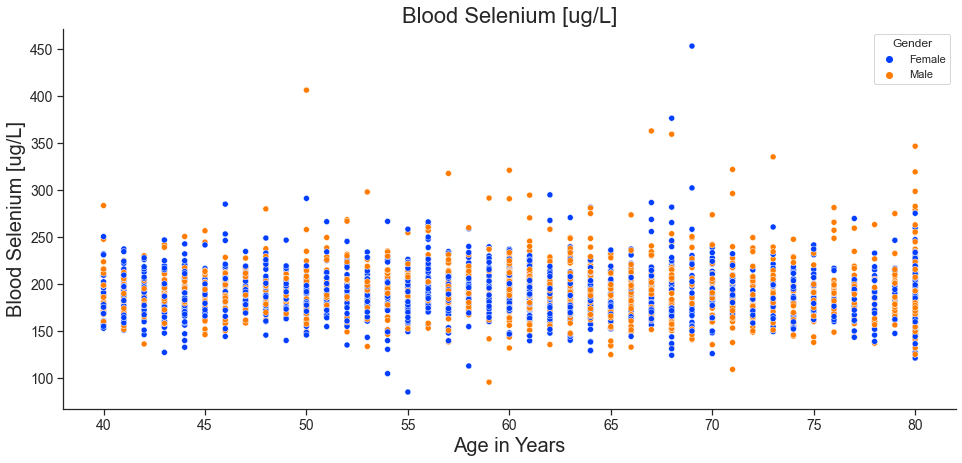 Blood Selenium [ug/L]
Gender
Female
Male
Blood Selenium [ug/L]
450
400
350
300
250
200
150
100
40 45 50 55 60 65 70 75 80
Age in Years